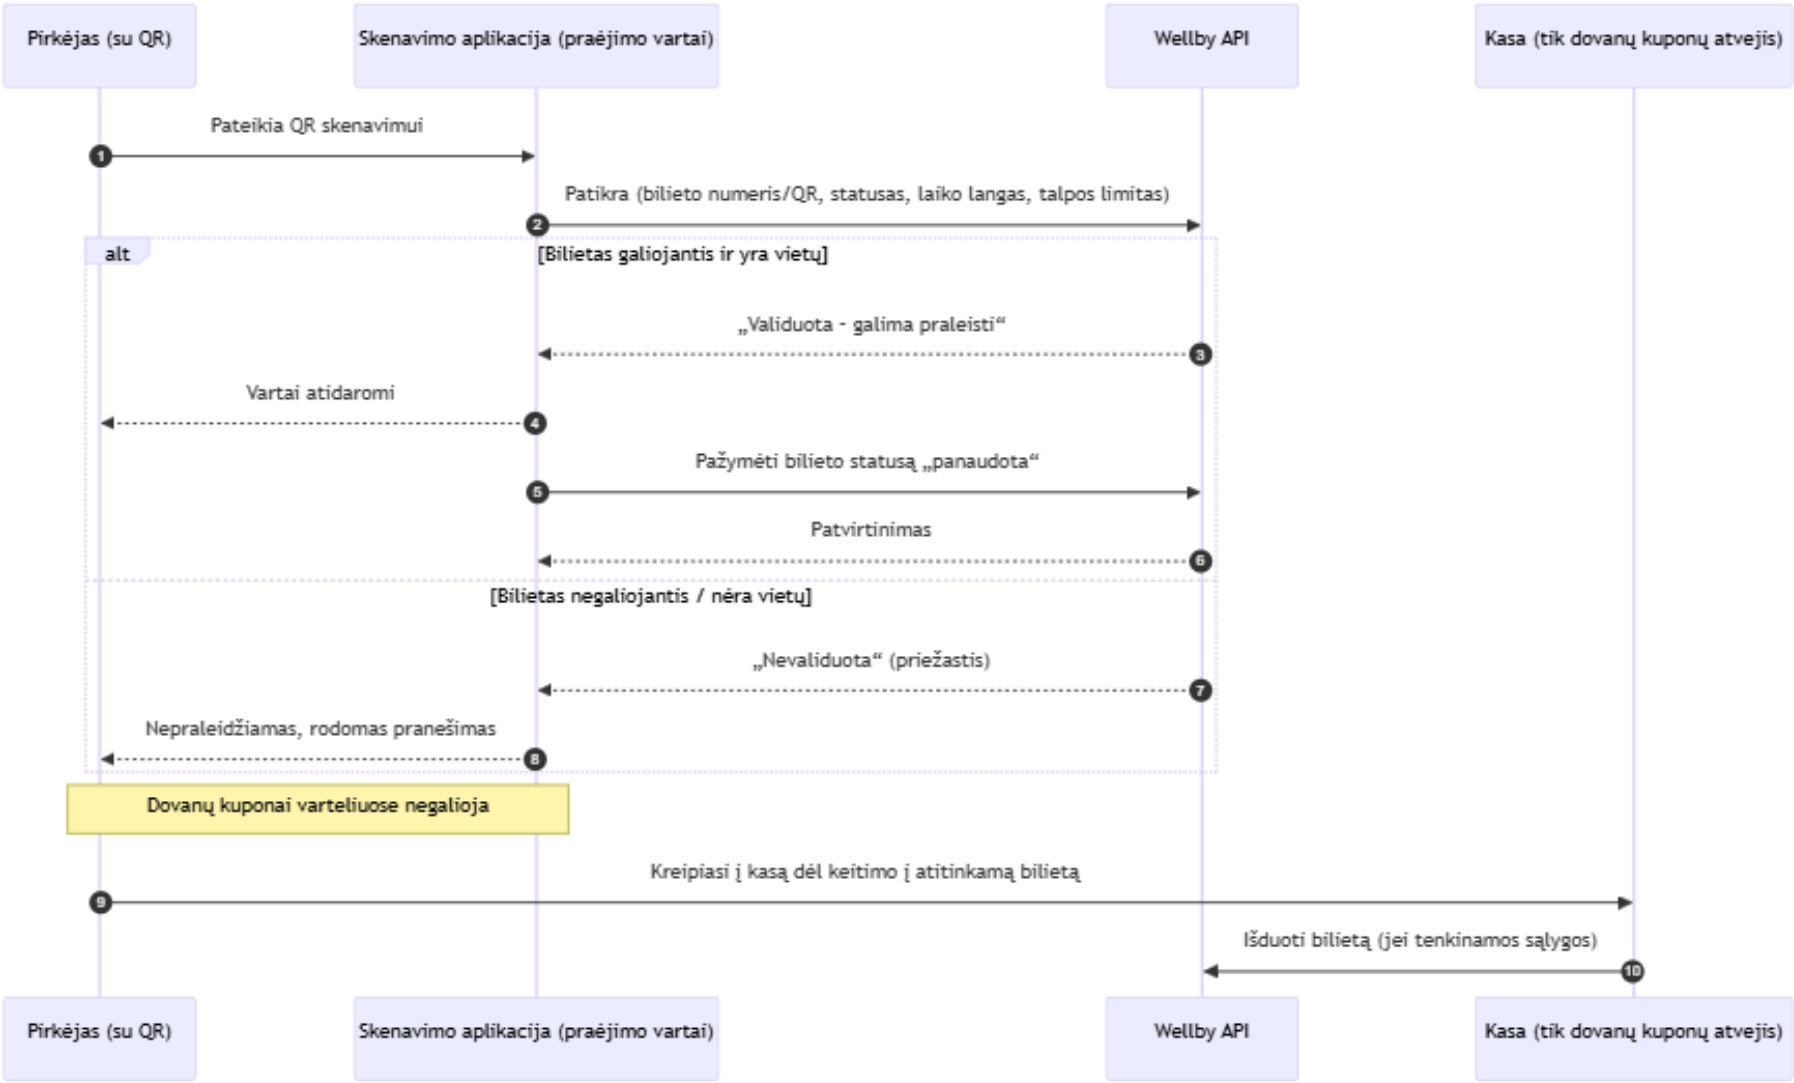 Pirkėjas (su QR)
Skenavimo aplikacija (praėjimo vartai)
Wellby API
Kasa (tik dovanų kuponų atvejis)
Pateikia QR skenavimui
1
Patikra (bilieto numeris/QR, statusas, laiko langas, talpos limitas)
2
alt
[Bilietas galiojantis ir yra vietų]
„Validuota - galima praleisti“
3
Vartai atidaromi
4
Pažymėti bilieto statusą „panaudota“
5
Patvirtinimas
6
[Bilietas negaliojantis / nėra vietų]
„Nevaliduota“ (priežastis)
7
Nepraleidžiamas, rodomas pranešimas
8
Dovanų kuponai varteliuose negalioja
Kreipiasi į kasą dėl keitimo į atitinkamą bilietą
9
Išduoti bilietą (jei tenkinamos sąlygos)
10
Pirkėjas (su QR)
Skenavimo aplikacija (praėjimo vartai)
Wellby API
Kasa (tik dovanų kuponų atvejis)